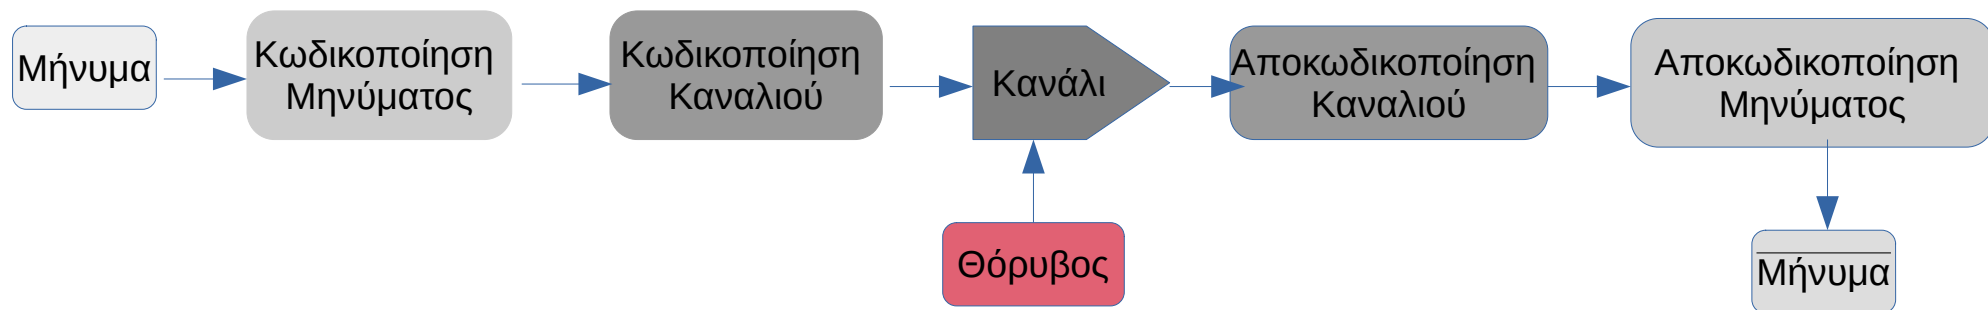 Μήνυμα
Κωδικοποίηση
Μηνύματος
Κωδικοποίηση
Καναλιού
Κανάλι
Αποκωδικοποίηση
Καναλιού
Αποκωδικοποίηση
Μηνύματος
Θόρυβος
Μήνυμα